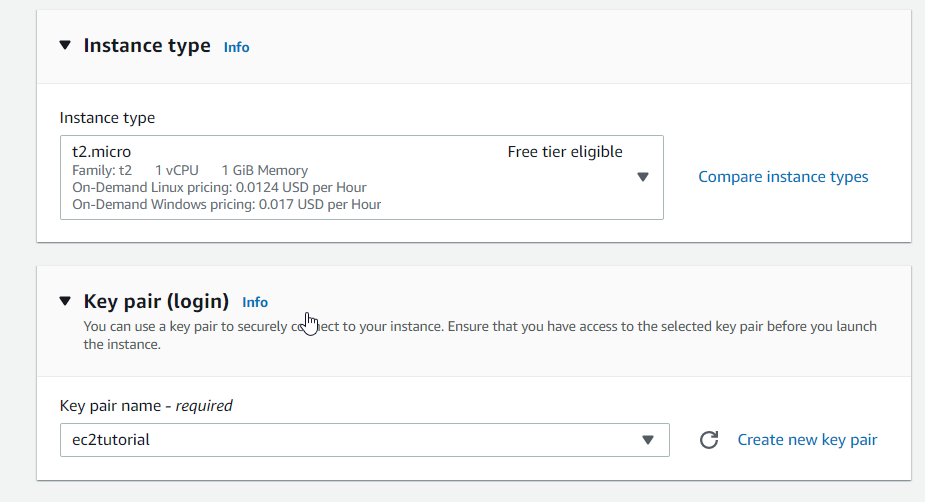 Instance type Info
Instance type
t2.micro Free tier eligible
Family: t2 1 vCPU 1 GiB Memory
On-Demand Linux pricing: 0.0124 USD per Hour
On-Demand Windows pricing: 0.017 USD per Hour
Compare instance types
Key pair (login) Info
You can use a key pair to securely connect to your instance. Ensure that you have access to the selected key pair before you launch
the instance.
Key pair name - required
ec2tutorial
Create new key pair